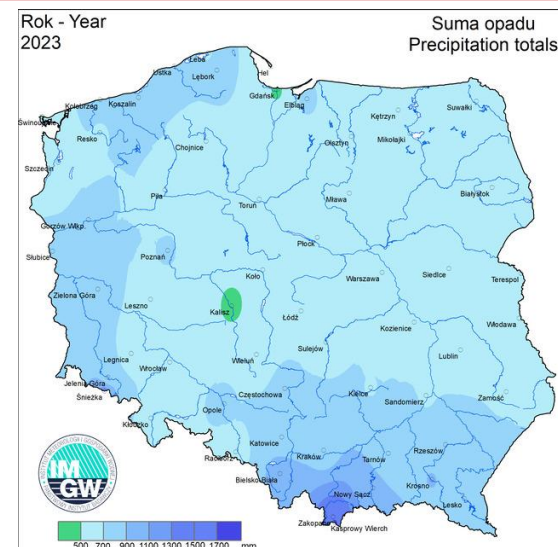 Rok - Year
2023
Suma opadu
Precipitation totals
Łeba
Ustka
Lębork
Hel
Gdańsk
Elbląg
Kołobrzeg
Koszalin
Suwałki
Kętrzyn
Resko
Chojnice
Olsztyn
Mikołajki
Szczecin
Piła
Toruń
Mława
Białystok
Gorzów Wlkp.
Płock
Słubice
Poznań
Koło
Warszawa
Siedlce
Terespol
Zielona Góra
Leszno
Kalisz
Łódź
Kozienice
Włodawa
Sulejów
Legnica
Wrocław
Wieluń
Lublin
Jelenia Góra
Śnieżka
Częstochowa
Kielce
Sandomierz
Zamość
Opole
Kłodzko
Katowice
Racibórz
Kraków
Tarnów
Rzeszów
Bielsko-Biała
Nowy Sącz
Krosno
Lesko
Zakopane
Kasprowy Wierch
IM
GW
500 700 900 1100 1300 1500 1700 mm